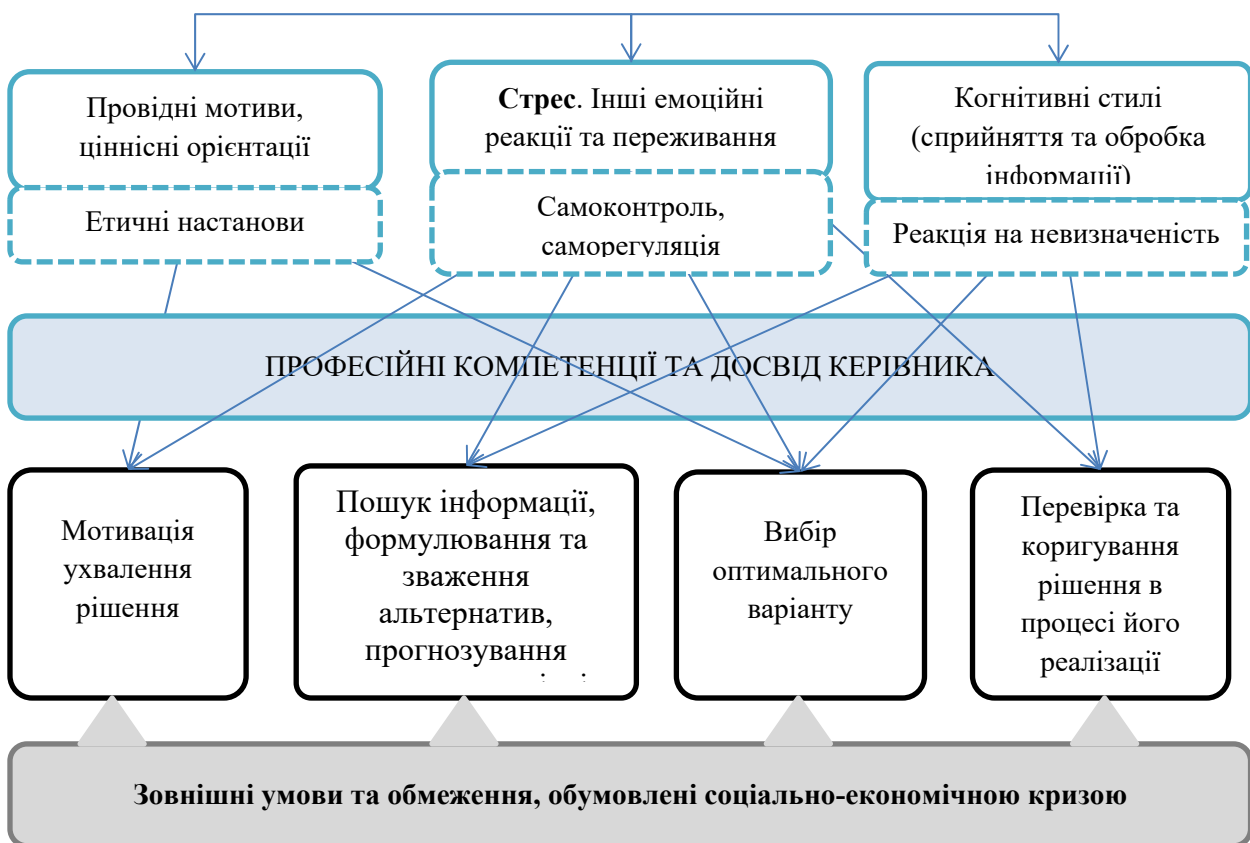 Провідні мотиви,
ціннісні орієнтації
Етичні настанови
Стрес. Інші емоційні
реакції та переживання
Самоконтроль,
саморегуляція
Когнітивні стилі
(сприйняття та обробка
інформації)
Реакція на невизначеність
ПРОФЕСІЙНІ КОМПЕТЕНЦІЇ ТА ДОСВІД КЕРІВНИКА
Мотивація
ухвалення
рішення
Пошук інформації,
формулювання та
зваження
альтернатив,
прогнозування
Вибір
оптимального
варіанту
Перевірка та
коригування
рішення в
процесі його
реалізації
Зовнішні умови та обмеження, обумовлені соціально-економічною кризою